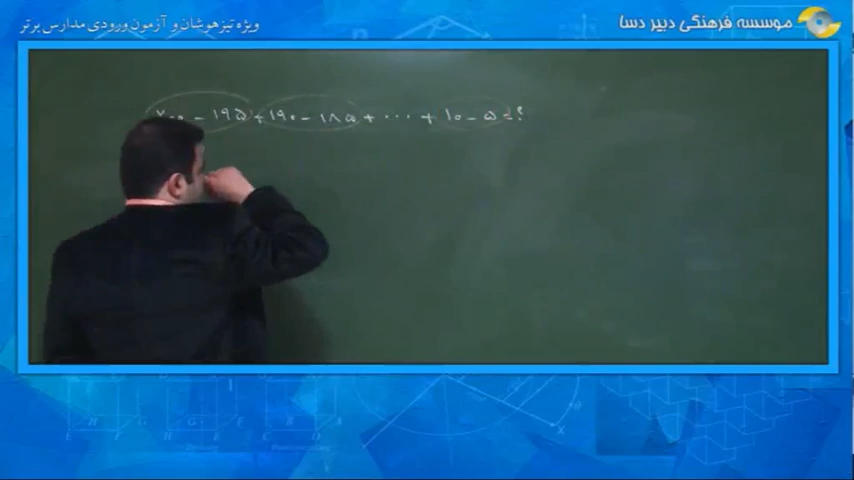 ویژه تیزهوشان و آزمون ورودی مدارس برتر
موسسه فرهنگی دبیر دسا
۲۰۰ - ۱۹۵ + ۱۹۰ - ۱۸۵ + ... + ۱۰ - ۵ = ?